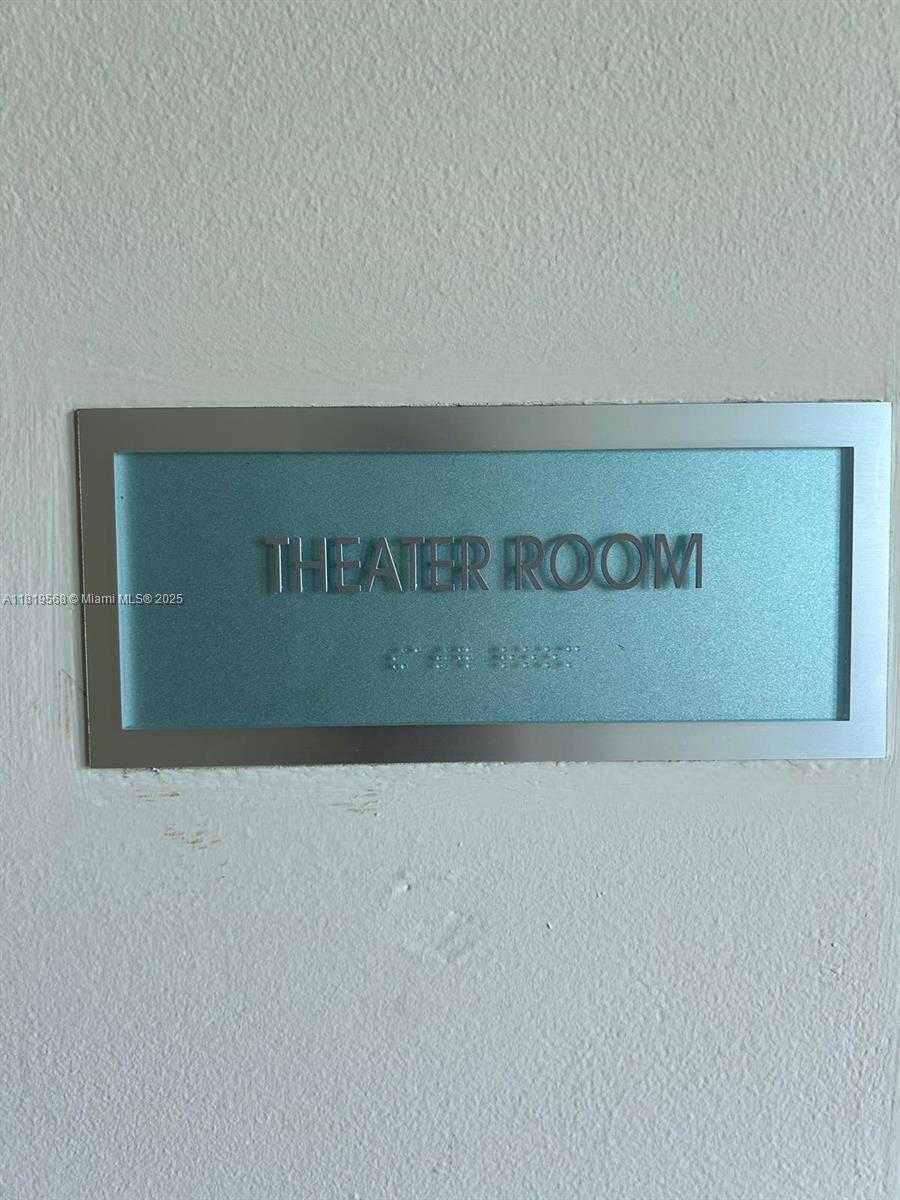 THEATER ROOM
A11819568 © Miami MLS® 2025